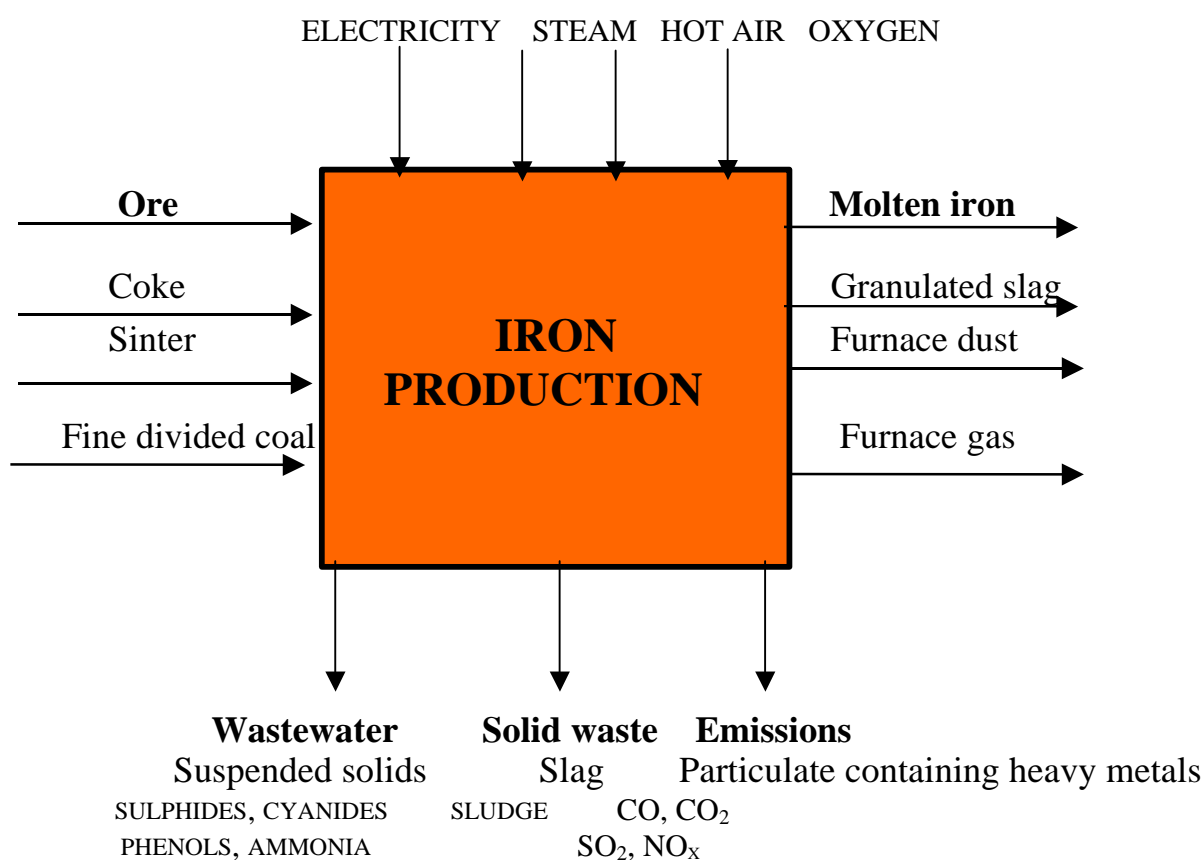 ELECTRICITY STEAM HOT AIR OXYGEN
Ore
Coke
Sinter
Fine divided coal
IRON
PRODUCTION
Molten iron
Granulated slag
Furnace dust
Furnace gas
Wastewater Solid waste Emissions
Suspended solids Slag Particulate containing heavy metals
SULPHIDES, CYANIDES SLUDGE CO, CO₂
PHENOLS, AMMONIA SO₂, NOₓ